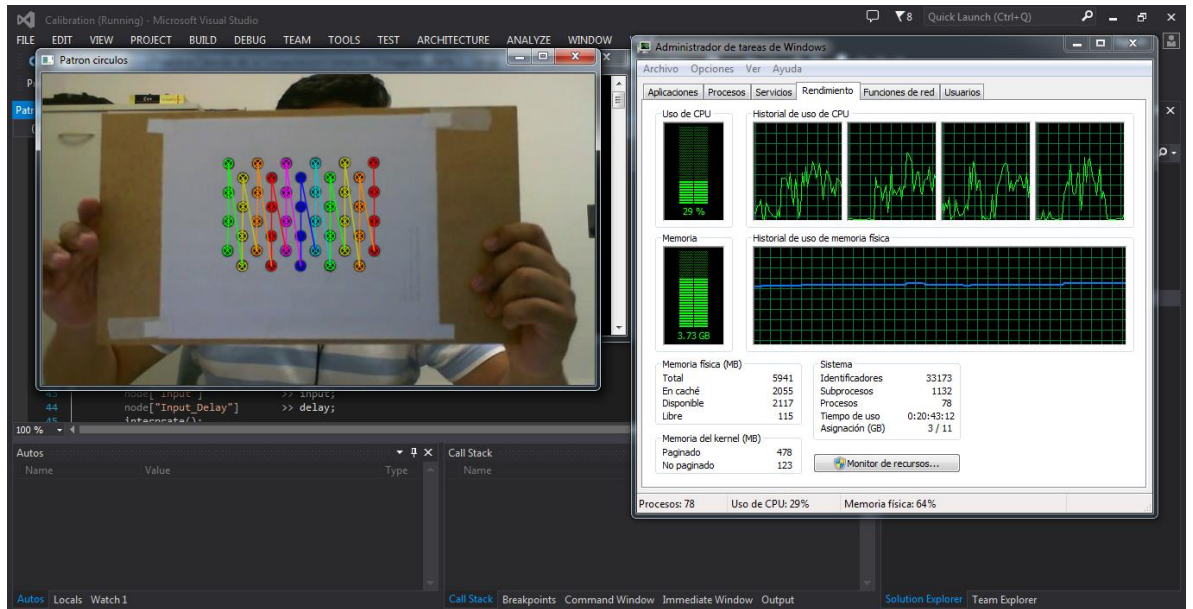 Calibration (Running) - Microsoft Visual Studio
7 8 Quick Launch (Ctrl+Q)
FILE EDIT VIEW PROJECT BUILD DEBUG TEAM TOOLS TEST ARCHITECTURE ANALYZE WINDOW
Patron circulos
44 node["Input_Delay"] >> delay;
100 %
Autos
Name Value Type
Call Stack
Name
Autos Locals Watch 1
Call Stack Breakpoints Command Window Immediate Window Output
Solution Explorer Team Explorer
Administrador de tareas de Windows
Archivo Opciones Ver Ayuda
Aplicaciones Procesos Servicios Rendimiento Funciones de red Usuarios
Uso de CPU
29 %
Historial de uso de CPU
Memoria
3.73 GB
Historial de uso de memoria física
Memoria física (MB)
Total 5941
En caché 2055
Disponible 2117
Libre 115
Sistema
Identificadores 33173
Subprocesos 1132
Procesos 78
Tiempo de uso 0:20:43:12
Asignación (GB) 3 / 11
Memoria del kernel (MB)
Paginado 478
No paginado 123
Monitor de recursos...
Procesos: 78 Uso de CPU: 29% Memoria física: 64%